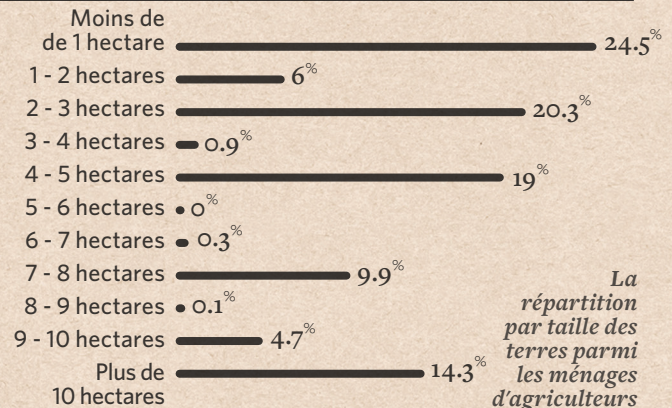 Moins de
de 1 hectare 24.5%
1 - 2 hectares 6%
2 - 3 hectares 20.3%
3 - 4 hectares 0.9%
4 - 5 hectares 19%
5 - 6 hectares 0%
6 - 7 hectares 0.3%
7 - 8 hectares 9.9%
8 - 9 hectares 0.1%
9 - 10 hectares 4.7%
Plus de
10 hectares 14.3%
La
répartition
par taille des
terres parmi
les ménages
d'agriculteurs